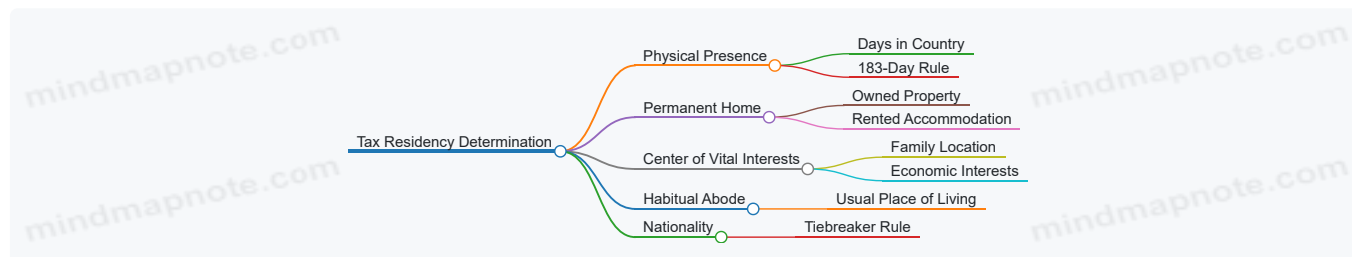 mindmapnote.com
mindmapnote.com
mindmapnote.com
mindmapnote.com
Tax Residency Determination
Physical Presence
Days in Country
183-Day Rule
Permanent Home
Owned Property
Rented Accommodation
Center of Vital Interests
Family Location
Economic Interests
Habitual Abode
Usual Place of Living
Nationality
Tiebreaker Rule